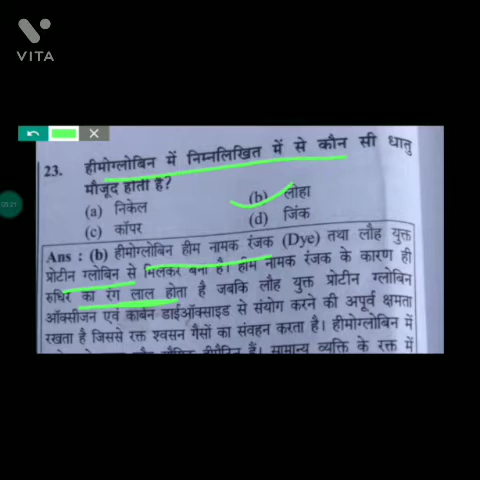 VITA
23. हीमोग्लोबिन में निम्नलिखित में से कौन सी धातु
मौजूद होती है?
(a) निकेल (b) लोहा
(c) कॉपर (d) जिंक
Ans : (b) हीमोग्लोबिन हीम नामक रंजक (Dye) तथा लौह युक्त
प्रोटीन ग्लोबिन से मिलकर बना है। हीम नामक रंजक के कारण ही
रुधिर का रंग लाल होता है जबकि लौह युक्त प्रोटीन ग्लोबिन
ऑक्सीजन एवं कार्बन डाईऑक्साइड से संयोग करने की अपूर्व क्षमता
रखता है जिससे रक्त श्वसन गैसों का संवहन करता है। हीमोग्लोबिन में
हैं। सामान्य व्यक्ति के रक्त में